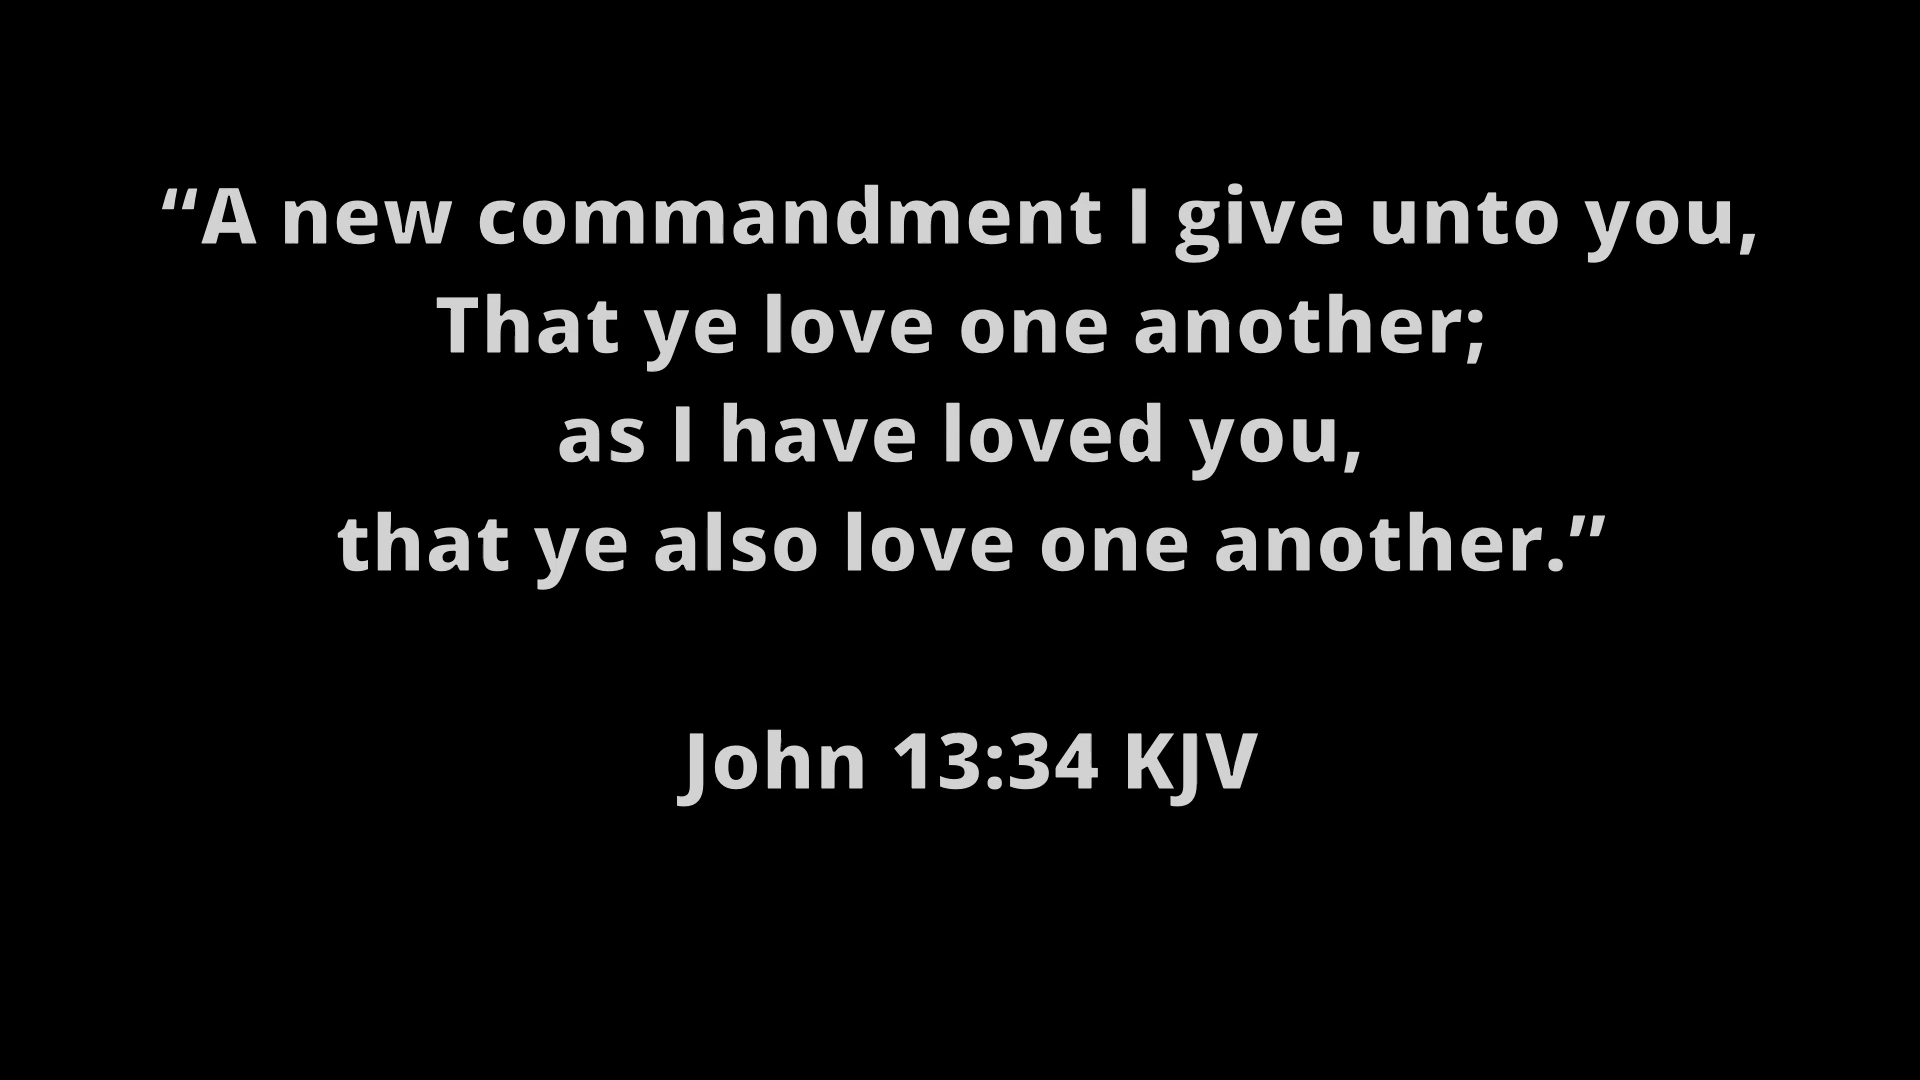 “A new commandment I give unto you,
That ye love one another;
as I have loved you,
that ye also love one another.”
John 13:34 KJV